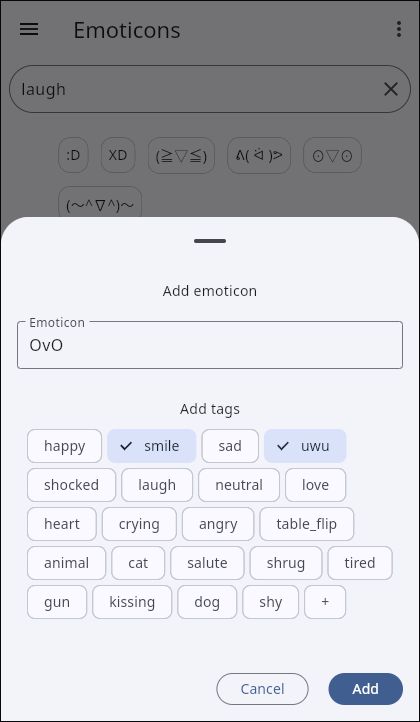 Emoticons
laugh
:D XD (≧▽≦) ᕕ( ᐛ )ᕗ ⊙▽⊙
(～^∇^)～
Add emoticon
Emoticon
OvO
Add tags
happy smile sad uwu
shocked laugh neutral love
heart crying angry table_flip
animal cat salute shrug tired
gun kissing dog shy +
Cancel Add